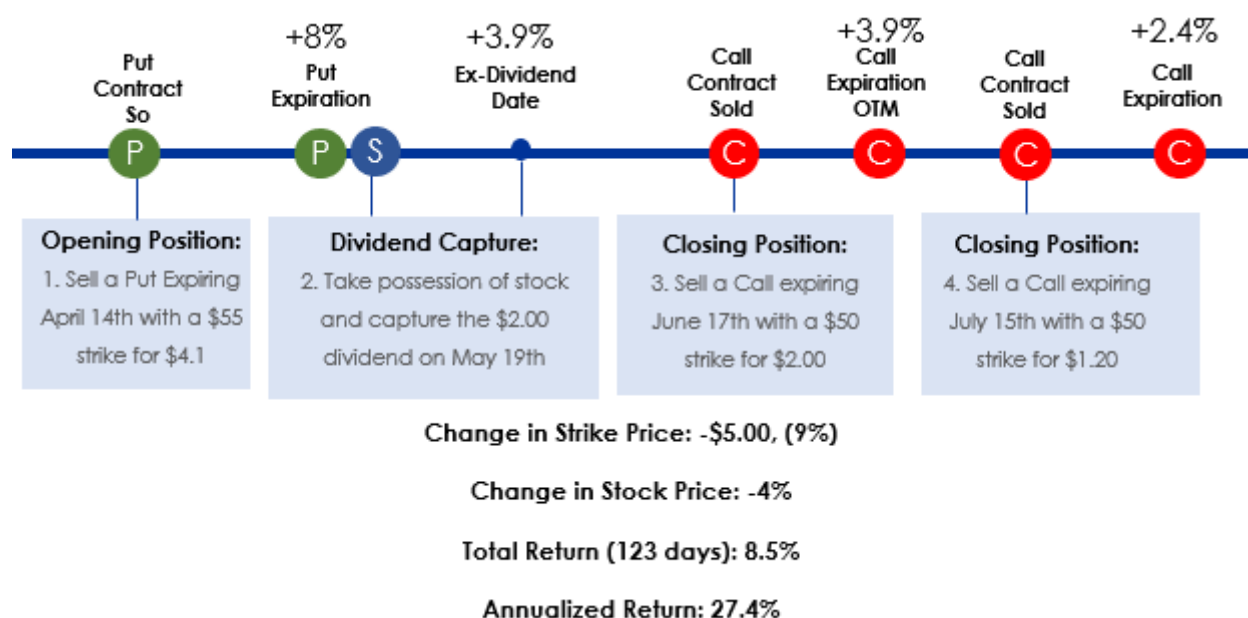 +8%
+3.9%
+3.9%
+2.4%
Put
Contract
So
Put
Expiration
Ex-Dividend
Date
Call
Contract
Sold
Call
Expiration
OTM
Call
Contract
Sold
Call
Expiration
P
P
S
C
C
C
C
Opening Position:
1. Sell a Put Expiring
April 14th with a $55
strike for $4.1
Dividend Capture:
2. Take possession of stock
and capture the $2.00
dividend on May 19th
Closing Position:
3. Sell a Call expiring
June 17th with a $50
strike for $2.00
Closing Position:
4. Sell a Call expiring
July 15th with a $50
strike for $1.20
Change in Strike Price: -$5.00, (9%)
Change in Stock Price: -4%
Total Return (123 days): 8.5%
Annualized Return: 27.4%